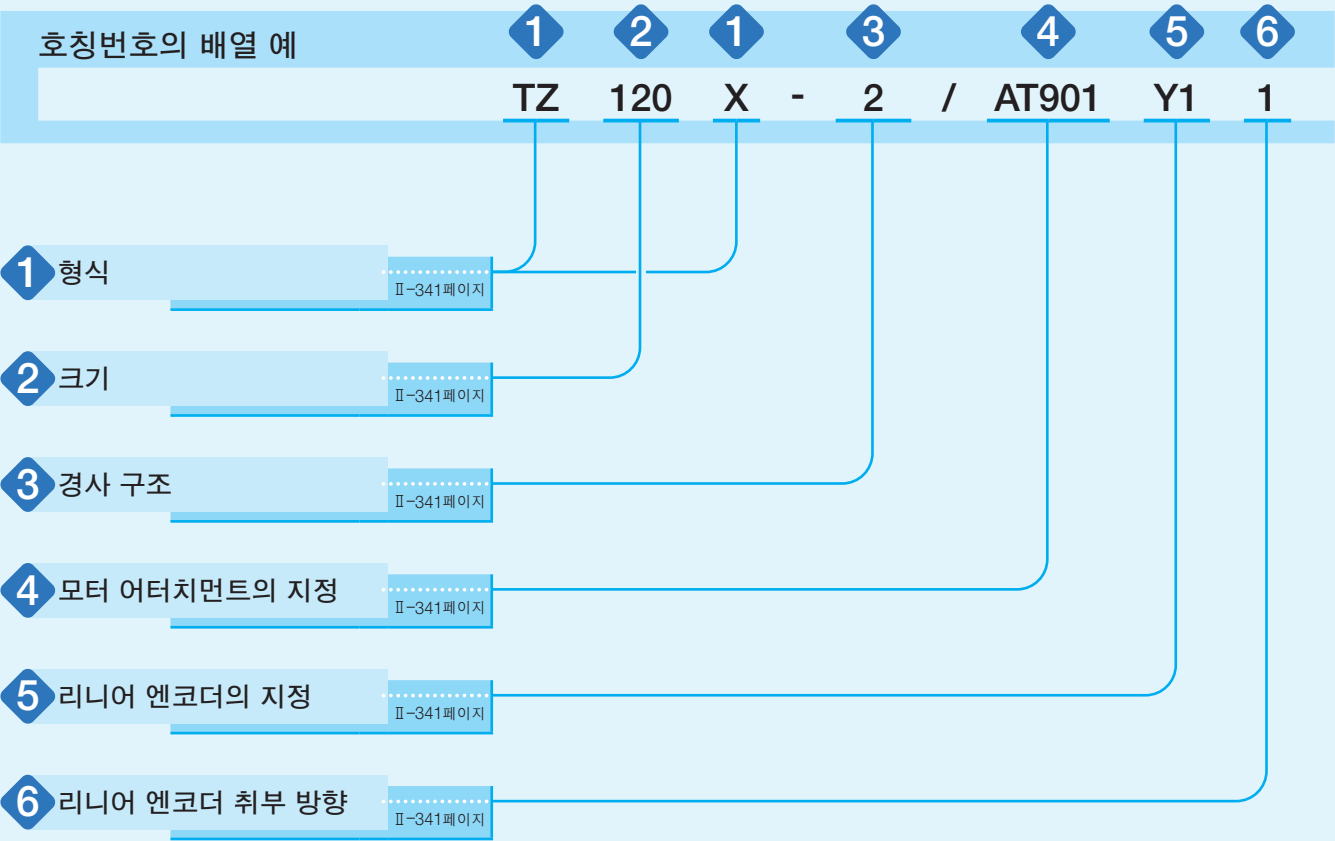 1 2 1 3 4 5 6
호칭번호의 배열 예
TZ 120 X - 2 / AT901 Y1 1
1 형식
Ⅱ-341페이지
2 크기
Ⅱ-341페이지
3 경사 구조
Ⅱ-341페이지
4 모터 어터치먼트의 지정
Ⅱ-341페이지
5 리니어 엔코더의 지정
Ⅱ-341페이지
6 리니어 엔코더 취부 방향
Ⅱ-341페이지